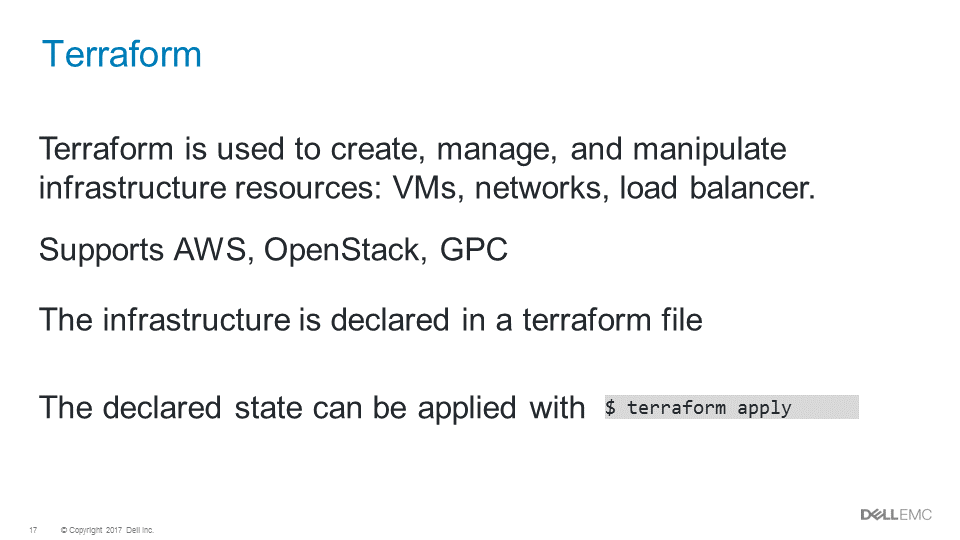 Terraform
Terraform is used to create, manage, and manipulate
infrastructure resources: VMs, networks, load balancer.
Supports AWS, OpenStack, GPC
The infrastructure is declared in a terraform file
The declared state can be applied with $ terraform apply
17 © Copyright 2017 Dell Inc.
DELLEMC